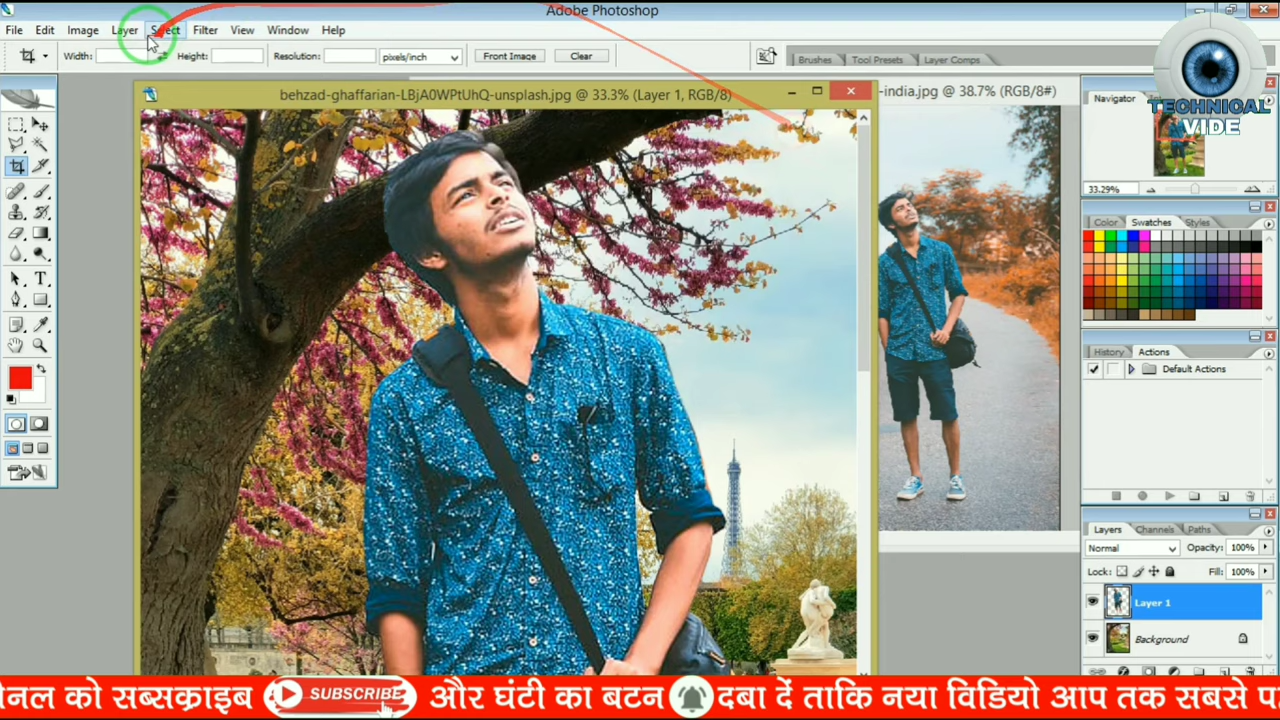 Adobe Photoshop
File Edit Image Layer Select Filter View Window Help
Width: Height: Resolution: pixels/inch Front Image Clear
Brushes Tool Presets Layer Comps
behzad-ghaffarian-LBjA0WPtUhQ-unsplash.jpg @ 33.3% (Layer 1, RGB/8)
-india.jpg @ 38.7% (RGB/8#)
Navigator
TECHNICAL
VIDE
33.29%
Color Swatches Styles
History Actions
Default Actions
Layers Channels Paths
Normal Opacity: 100%
Lock: Fill: 100%
Layer 1
Background
नल को सब्सक्राइब SUBSCRIBE और घंटी का बटन दबा दें ताकि नया विडियो आप तक सबसे